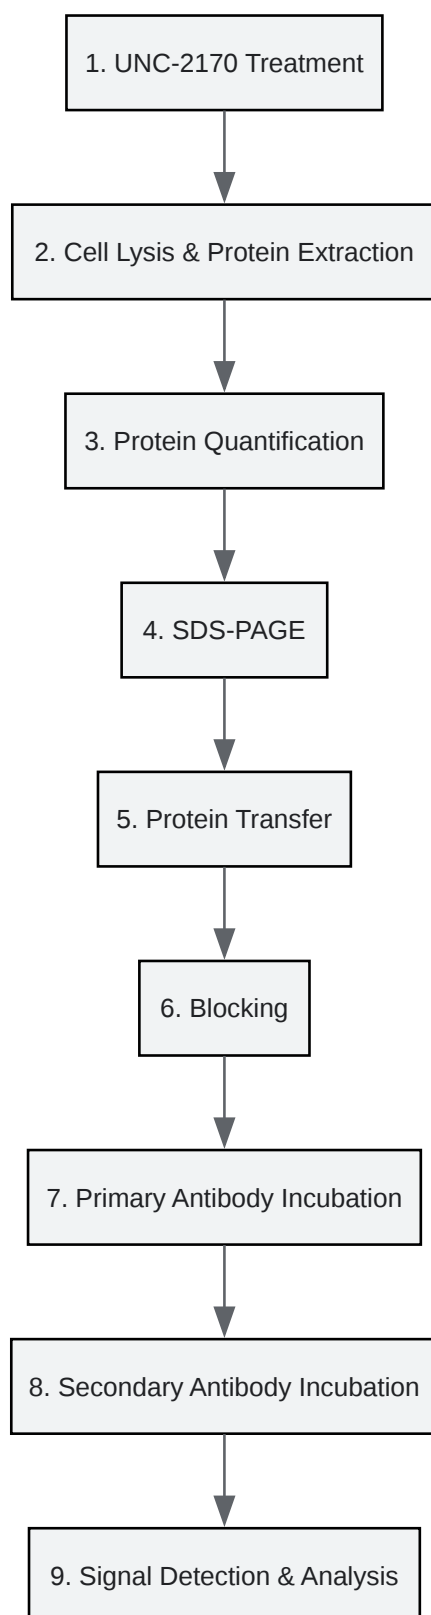 1. UNC-2170 Treatment
2. Cell Lysis & Protein Extraction
3. Protein Quantification
4. SDS-PAGE
5. Protein Transfer
6. Blocking
7. Primary Antibody Incubation
8. Secondary Antibody Incubation
9. Signal Detection & Analysis